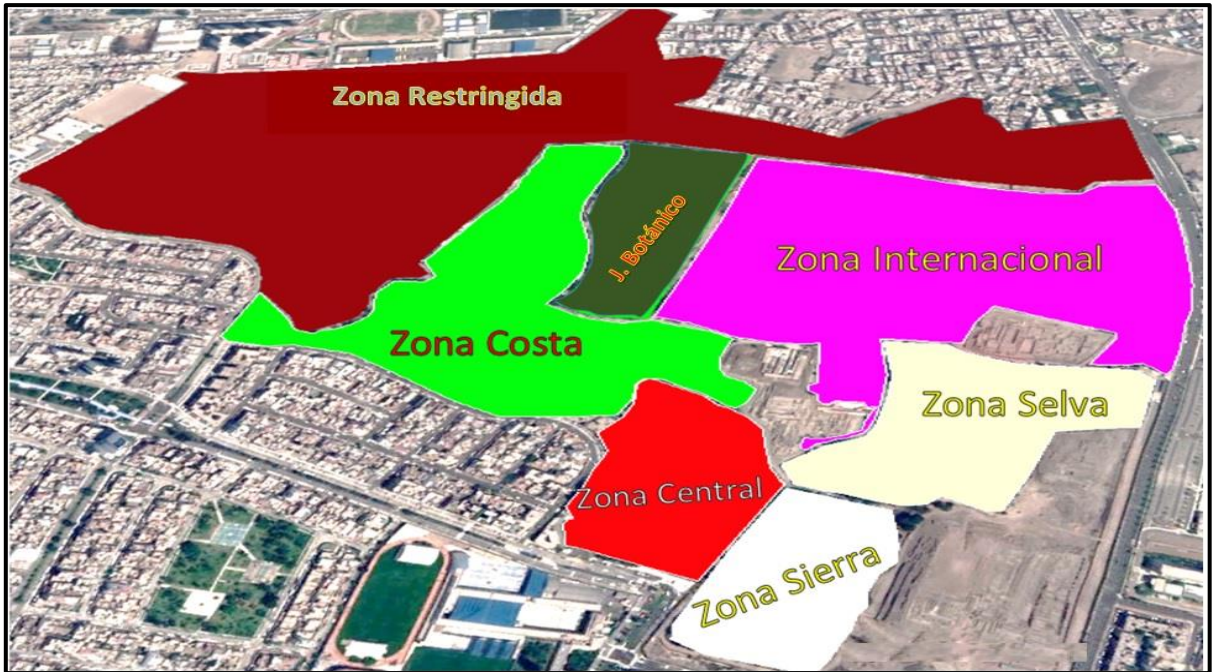 Zona Restringida
J. Botánico
Zona Internacional
Zona Costa
Zona Selva
Zona Central
Zona Sierra